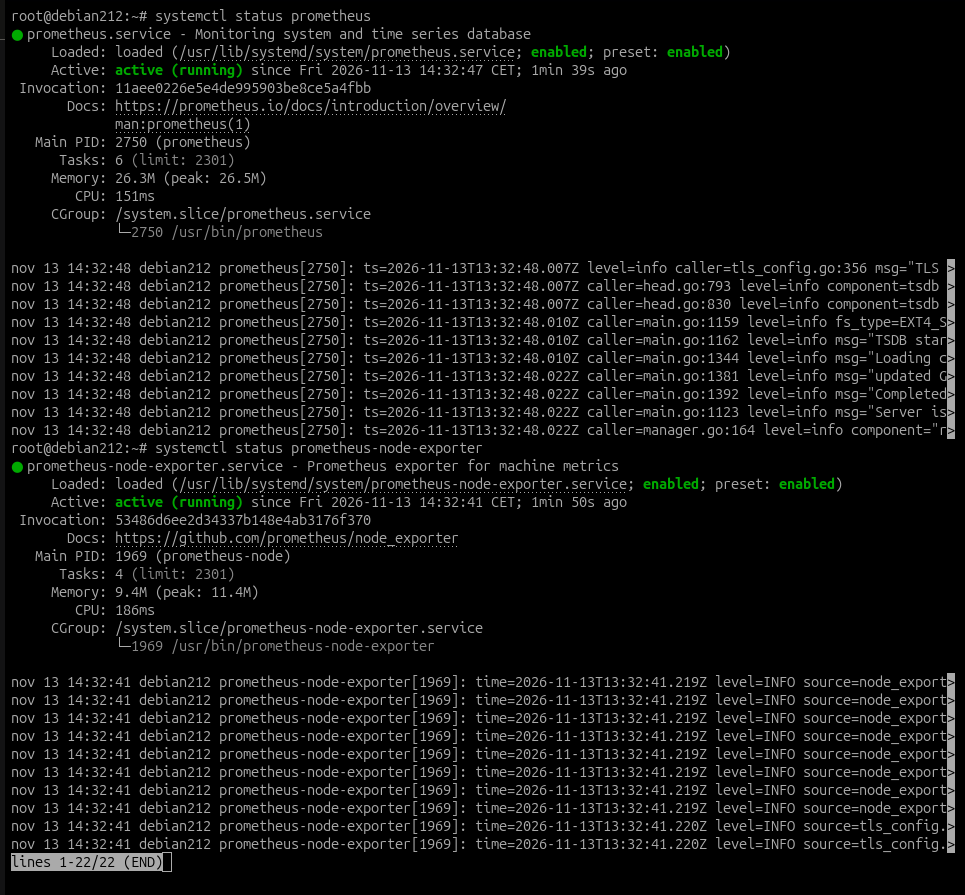 root@debian212:~# systemctl status prometheus
● prometheus.service - Monitoring system and time series database
     Loaded: loaded (/usr/lib/systemd/system/prometheus.service; enabled; preset: enabled)
     Active: active (running) since Fri 2026-11-13 14:32:47 CET; 1min 39s ago
 Invocation: 11aee0226e5e4de995903be8ce5a4fbb
       Docs: https://prometheus.io/docs/introduction/overview/
             man:prometheus(1)
   Main PID: 2750 (prometheus)
      Tasks: 6 (limit: 2301)
     Memory: 26.3M (peak: 26.5M)
        CPU: 151ms
     CGroup: /system.slice/prometheus.service
             └─2750 /usr/bin/prometheus

nov 13 14:32:48 debian212 prometheus[2750]: ts=2026-11-13T13:32:48.007Z level=info caller=tls_config.go:356 msg="TLS >
nov 13 14:32:48 debian212 prometheus[2750]: ts=2026-11-13T13:32:48.007Z caller=head.go:793 level=info component=tsdb >
nov 13 14:32:48 debian212 prometheus[2750]: ts=2026-11-13T13:32:48.007Z caller=head.go:830 level=info component=tsdb >
nov 13 14:32:48 debian212 prometheus[2750]: ts=2026-11-13T13:32:48.010Z caller=main.go:1159 level=info fs_type=EXT4_S>
nov 13 14:32:48 debian212 prometheus[2750]: ts=2026-11-13T13:32:48.010Z caller=main.go:1162 level=info msg="TSDB star>
nov 13 14:32:48 debian212 prometheus[2750]: ts=2026-11-13T13:32:48.010Z caller=main.go:1344 level=info msg="Loading c>
nov 13 14:32:48 debian212 prometheus[2750]: ts=2026-11-13T13:32:48.022Z caller=main.go:1381 level=info msg="updated G>
nov 13 14:32:48 debian212 prometheus[2750]: ts=2026-11-13T13:32:48.022Z caller=main.go:1392 level=info msg="Completed>
nov 13 14:32:48 debian212 prometheus[2750]: ts=2026-11-13T13:32:48.022Z caller=main.go:1123 level=info msg="Server is>
nov 13 14:32:48 debian212 prometheus[2750]: ts=2026-11-13T13:32:48.022Z caller=manager.go:164 level=info component="r>
root@debian212:~# systemctl status prometheus-node-exporter
● prometheus-node-exporter.service - Prometheus exporter for machine metrics
     Loaded: loaded (/usr/lib/systemd/system/prometheus-node-exporter.service; enabled; preset: enabled)
     Active: active (running) since Fri 2026-11-13 14:32:41 CET; 1min 50s ago
 Invocation: 53486d6ee2d34337b148e4ab3176f370
       Docs: https://github.com/prometheus/node_exporter
   Main PID: 1969 (prometheus-node)
      Tasks: 4 (limit: 2301)
     Memory: 9.4M (peak: 11.4M)
        CPU: 186ms
     CGroup: /system.slice/prometheus-node-exporter.service
             └─1969 /usr/bin/prometheus-node-exporter

nov 13 14:32:41 debian212 prometheus-node-exporter[1969]: time=2026-11-13T13:32:41.219Z level=INFO source=node_export>
nov 13 14:32:41 debian212 prometheus-node-exporter[1969]: time=2026-11-13T13:32:41.219Z level=INFO source=node_export>
nov 13 14:32:41 debian212 prometheus-node-exporter[1969]: time=2026-11-13T13:32:41.219Z level=INFO source=node_export>
nov 13 14:32:41 debian212 prometheus-node-exporter[1969]: time=2026-11-13T13:32:41.219Z level=INFO source=node_export>
nov 13 14:32:41 debian212 prometheus-node-exporter[1969]: time=2026-11-13T13:32:41.219Z level=INFO source=node_export>
nov 13 14:32:41 debian212 prometheus-node-exporter[1969]: time=2026-11-13T13:32:41.219Z level=INFO source=node_export>
nov 13 14:32:41 debian212 prometheus-node-exporter[1969]: time=2026-11-13T13:32:41.219Z level=INFO source=node_export>
nov 13 14:32:41 debian212 prometheus-node-exporter[1969]: time=2026-11-13T13:32:41.219Z level=INFO source=node_export>
nov 13 14:32:41 debian212 prometheus-node-exporter[1969]: time=2026-11-13T13:32:41.220Z level=INFO source=tls_config.>
nov 13 14:32:41 debian212 prometheus-node-exporter[1969]: time=2026-11-13T13:32:41.220Z level=INFO source=tls_config.>
lines 1-22/22 (END)